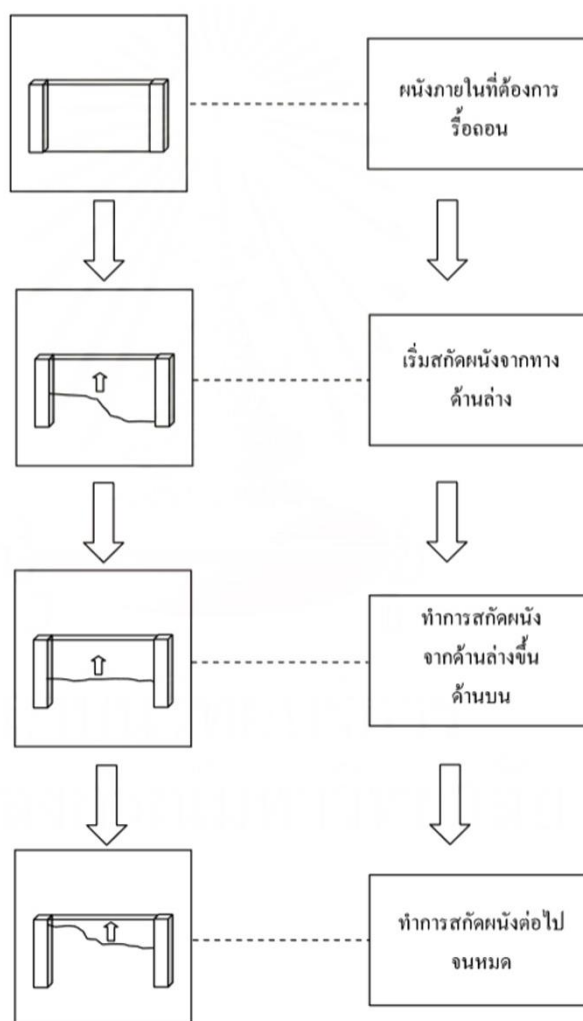 ผนังภายในที่ต้องการ
รื้อถอน
เริ่มสกัดผนังจากทาง
ด้านล่าง
ทำการสกัดผนัง
จากด้านล่างขึ้น
ด้านบน
ทำการสกัดผนังต่อไป
จนหมด